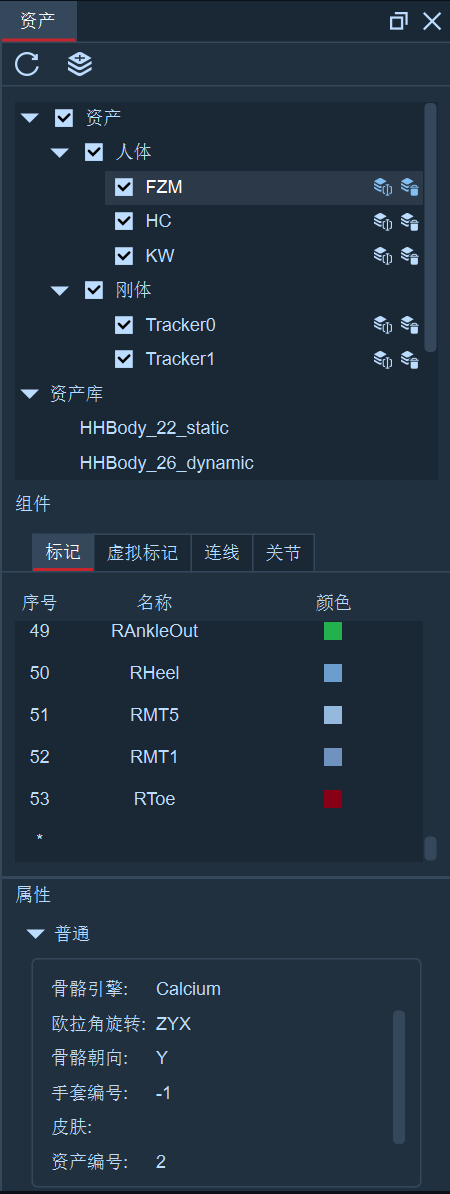 资产
资产
人体
FZM
HC
KW
刚体
Tracker0
Tracker1
资产库
HHBody_22_static
HHBody_26_dynamic
组件
标记 虚拟标记 连线 关节
序号 名称 颜色
49 RAnkleOut
50 RHeel
51 RMT5
52 RMT1
53 RToe
*
属性
普通
骨骼引擎: Calcium
欧拉角旋转: ZYX
骨骼朝向: Y
手套编号: -1
皮肤:
资产编号: 2